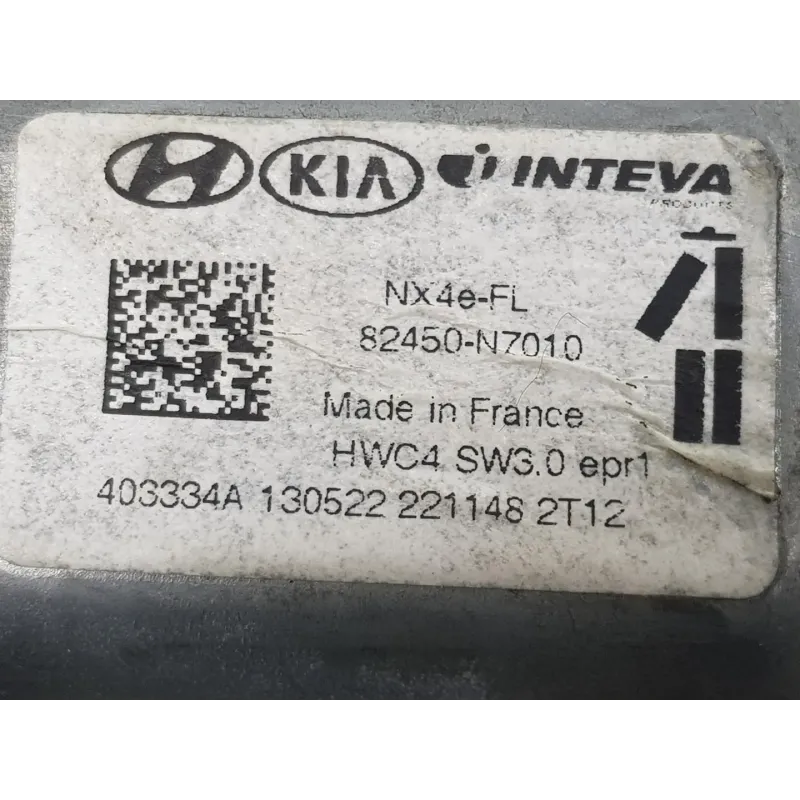 KIA INTEVA
PRODUCTS
NX4e-FL
82450-N7010
Made in France
HWC4 SW3.0 epr1
403334A 130522 221148 2T12